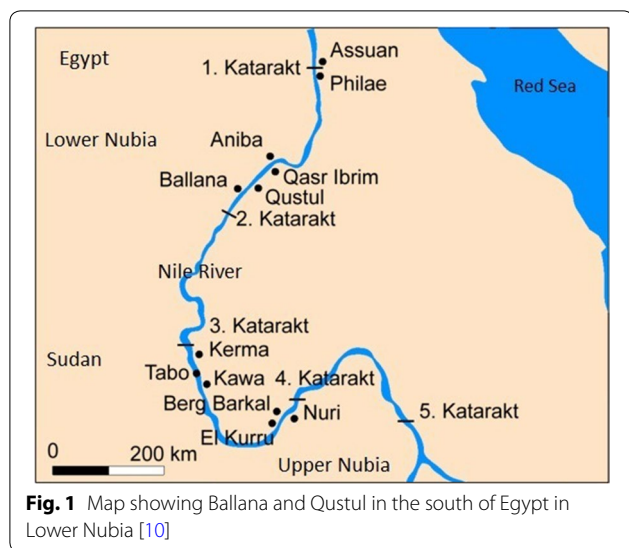 Egypt
Assuan
1. Katarakt
Philae
Red Sea
Lower Nubia
Aniba
Qasr Ibrim
Ballana
Qustul
2. Katarakt
Nile River
3. Katarakt
Kerma
Sudan
Tabo
Kawa
4. Katarakt
Berg Barkal
Nuri
5. Katarakt
El Kurru
0 200 km
Upper Nubia
Fig. 1 Map showing Ballana and Qustul in the south of Egypt in
Lower Nubia [10]